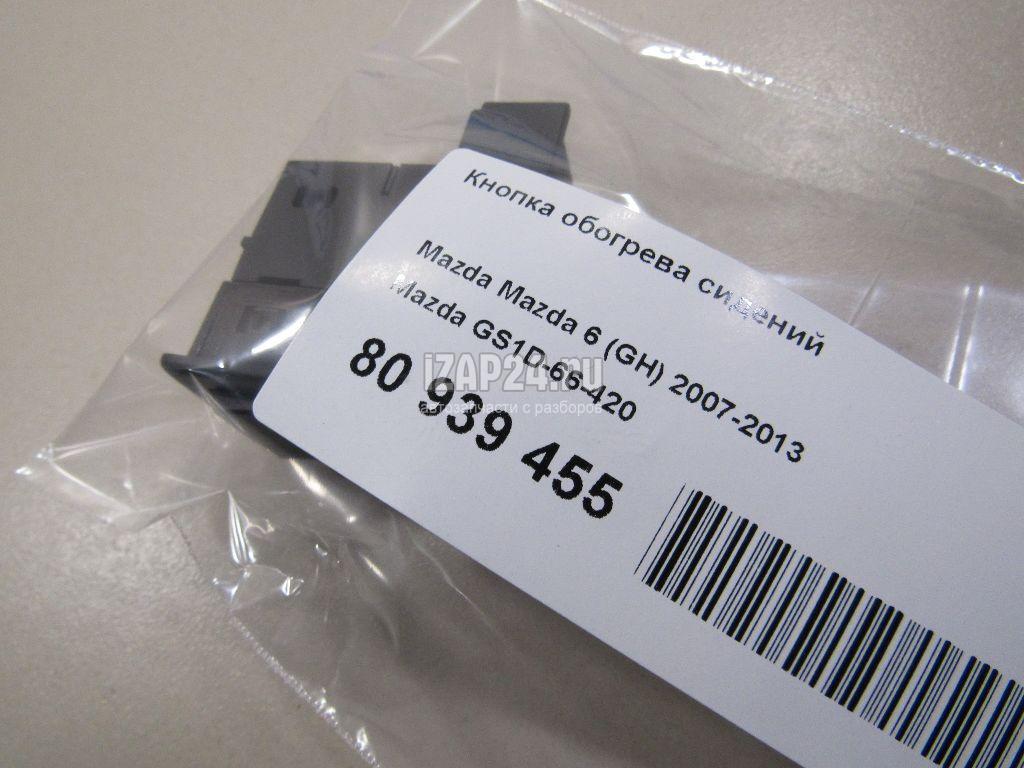 Кнопка обогрева сидений
Mazda Mazda 6 (GH) 2007-2013
Mazda GS1D-66-420
80 939 455
iZAP24.ru
автозапчасти с разборов